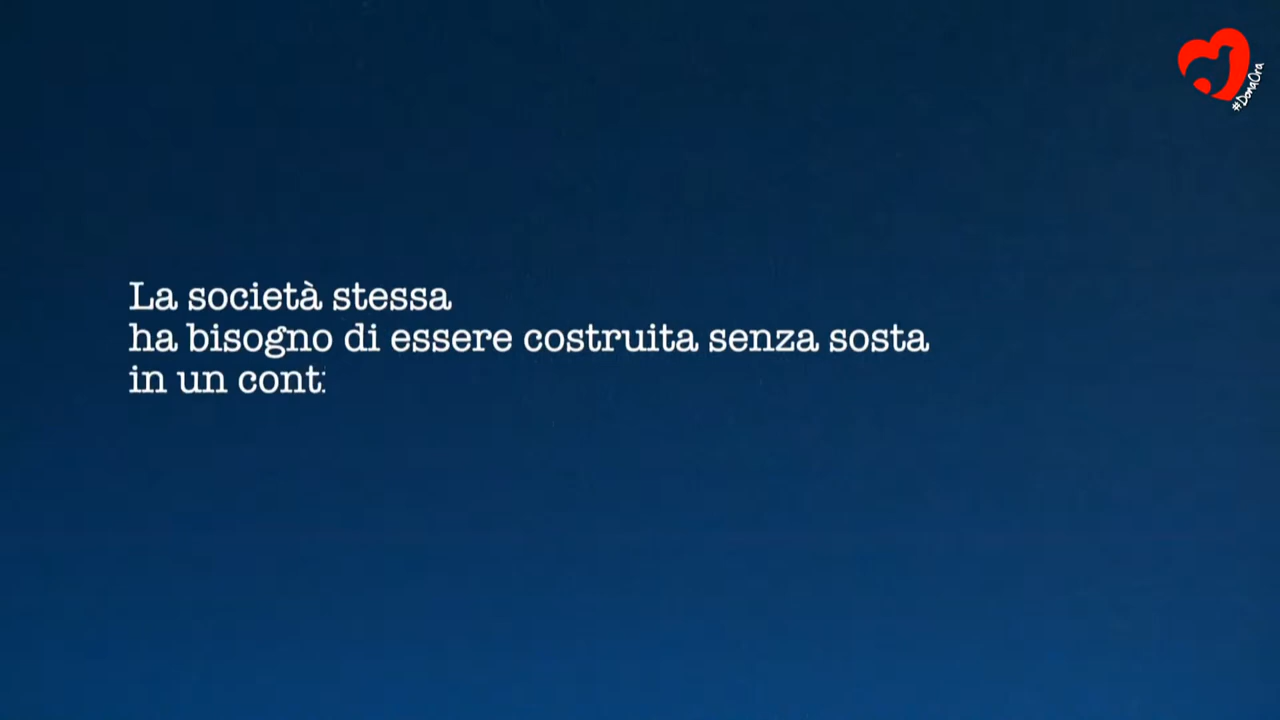 #DonaOra
La società stessa
ha bisogno di essere costruita senza sosta
in un cont